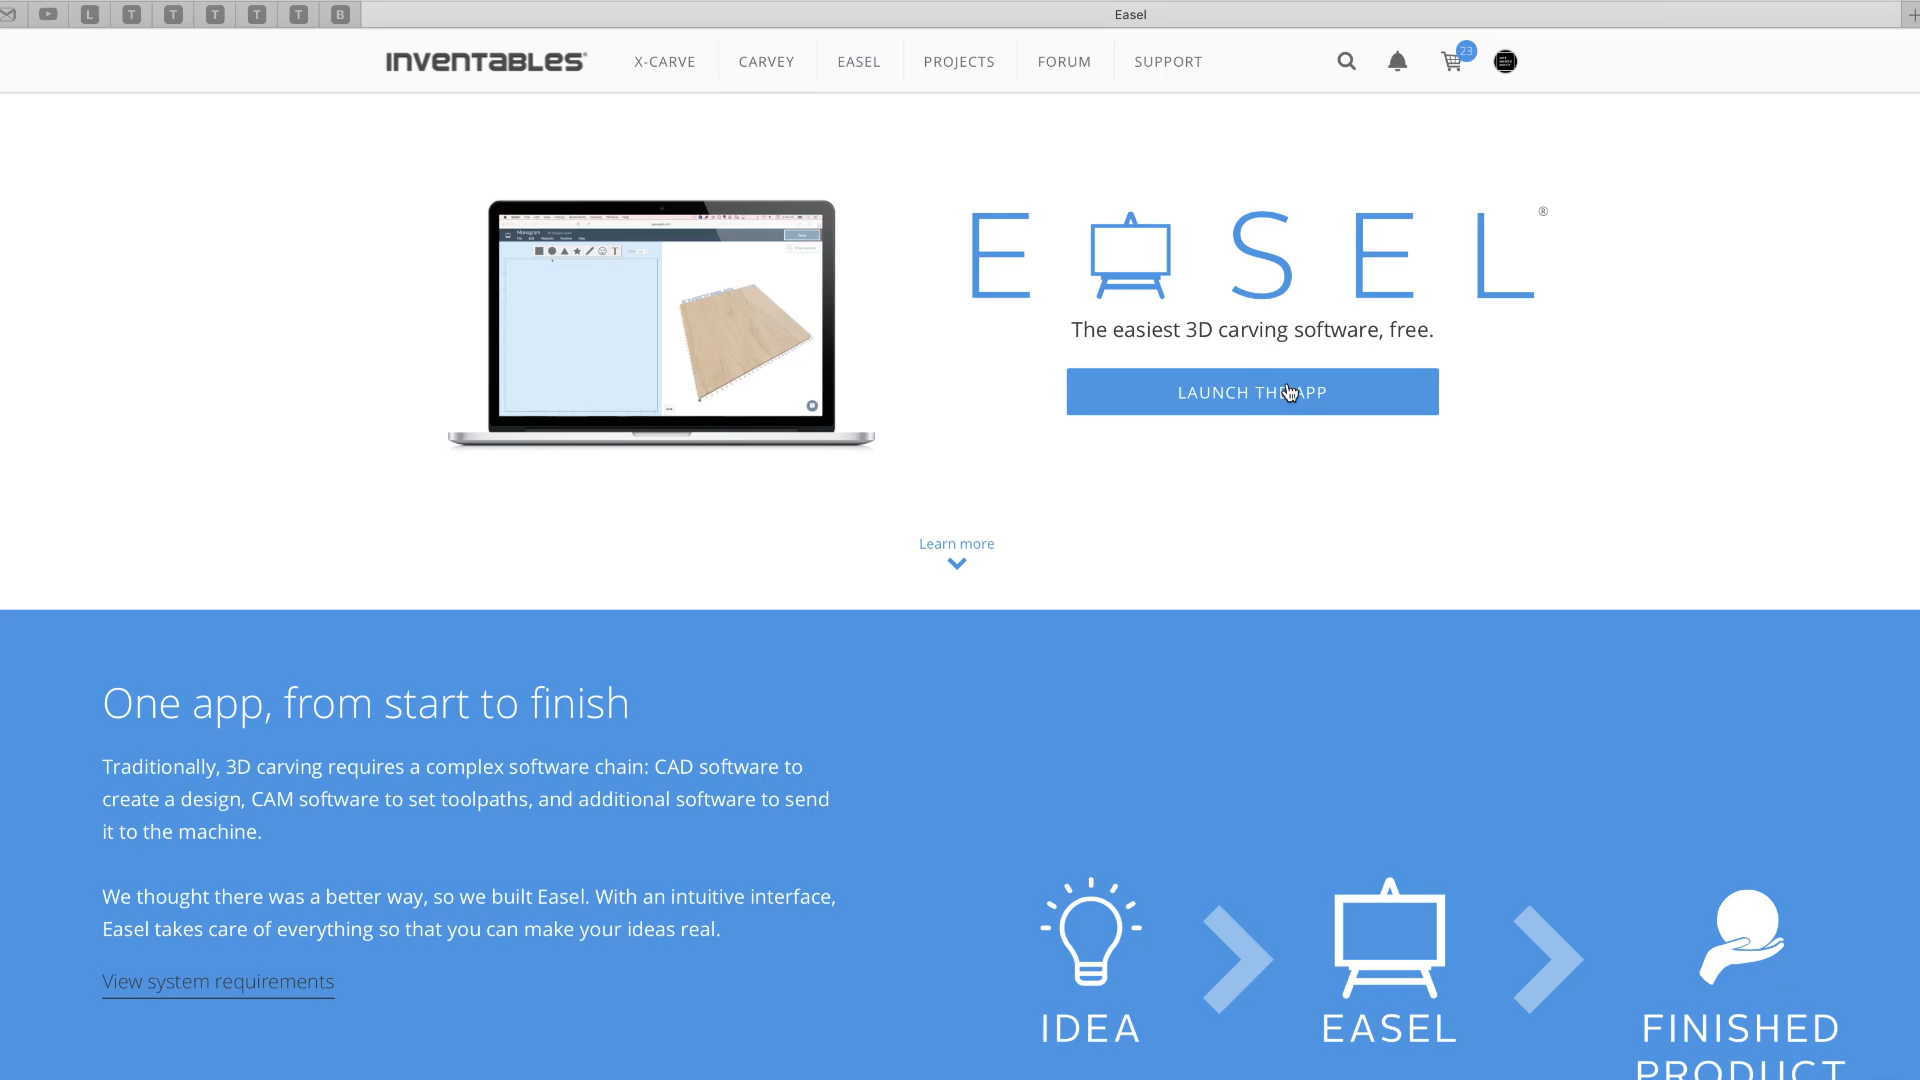 L T T T T T B
Easel
INVENTABLES
X-CARVE CARVEY EASEL PROJECTS FORUM SUPPORT
23
E SEL ®
The easiest 3D carving software, free.
LAUNCH THE APP
Learn more
One app, from start to finish
Traditionally, 3D carving requires a complex software chain: CAD software to
create a design, CAM software to set toolpaths, and additional software to send
it to the machine.
We thought there was a better way, so we built Easel. With an intuitive interface,
Easel takes care of everything so that you can make your ideas real.
View system requirements
IDEA
EASEL
FINISHED
PRODUCT